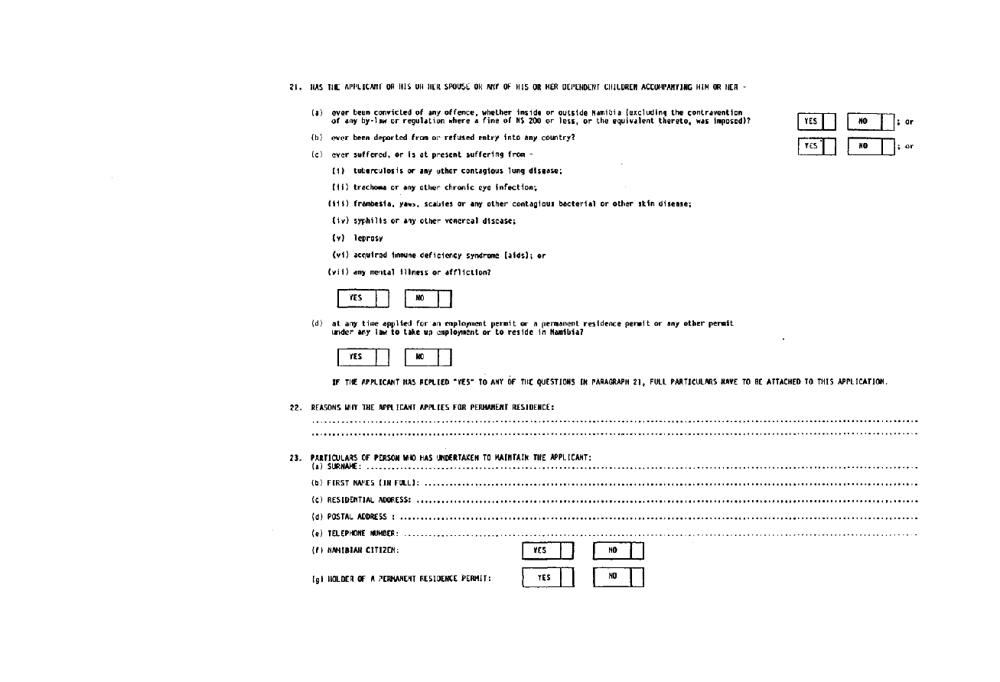 21. HAS THE APPLICANT OR HIS OR HER SPOUSE OR ANY OF HIS OR HER DEPENDENT CHILDREN ACCOMPANYING HIM OR HER -
(a) ever been convicted of any offence, whether inside or outside Namibia (excluding the contravention
of any by-law or regulation where a fine of N$ 200 or less, or the equivalent thereto, was imposed)?
YES NO ; or
(b) ever been deported from or refused entry into any country?
YES NO ; or
(c) ever suffered, or is at present suffering from -
(i) tuberculosis or any other contagious lung disease;
(ii) trachoma or any other chronic eye infection;
(iii) frambesia, yaws, scabies or any other contagious bacterial or other skin disease;
(iv) syphilis or any other venereal disease;
(v) leprosy
(vi) acquired immune deficiency syndrome (aids); or
(vii) any mental illness or affliction?
YES NO
(d) at any time applied for an employment permit or a permanent residence permit or any other permit
under any law to take up employment or to reside in Namibia?
YES NO
IF THE APPLICANT HAS REPLIED "YES" TO ANY OF THE QUESTIONS IN PARAGRAPH 21, FULL PARTICULARS HAVE TO BE ATTACHED TO THIS APPLICATION.
22. REASONS WHY THE APPLICANT APPLIES FOR PERMANENT RESIDENCE:
23. PARTICULARS OF PERSON WHO HAS UNDERTAKEN TO MAINTAIN THE APPLICANT:
(a) SURNAME:
(b) FIRST NAMES (IN FULL):
(c) RESIDENTIAL ADDRESS:
(d) POSTAL ADDRESS :
(e) TELEPHONE NUMBER:
(f) NAMIBIAN CITIZEN: YES NO
(g) HOLDER OF A PERMANENT RESIDENCE PERMIT: YES NO